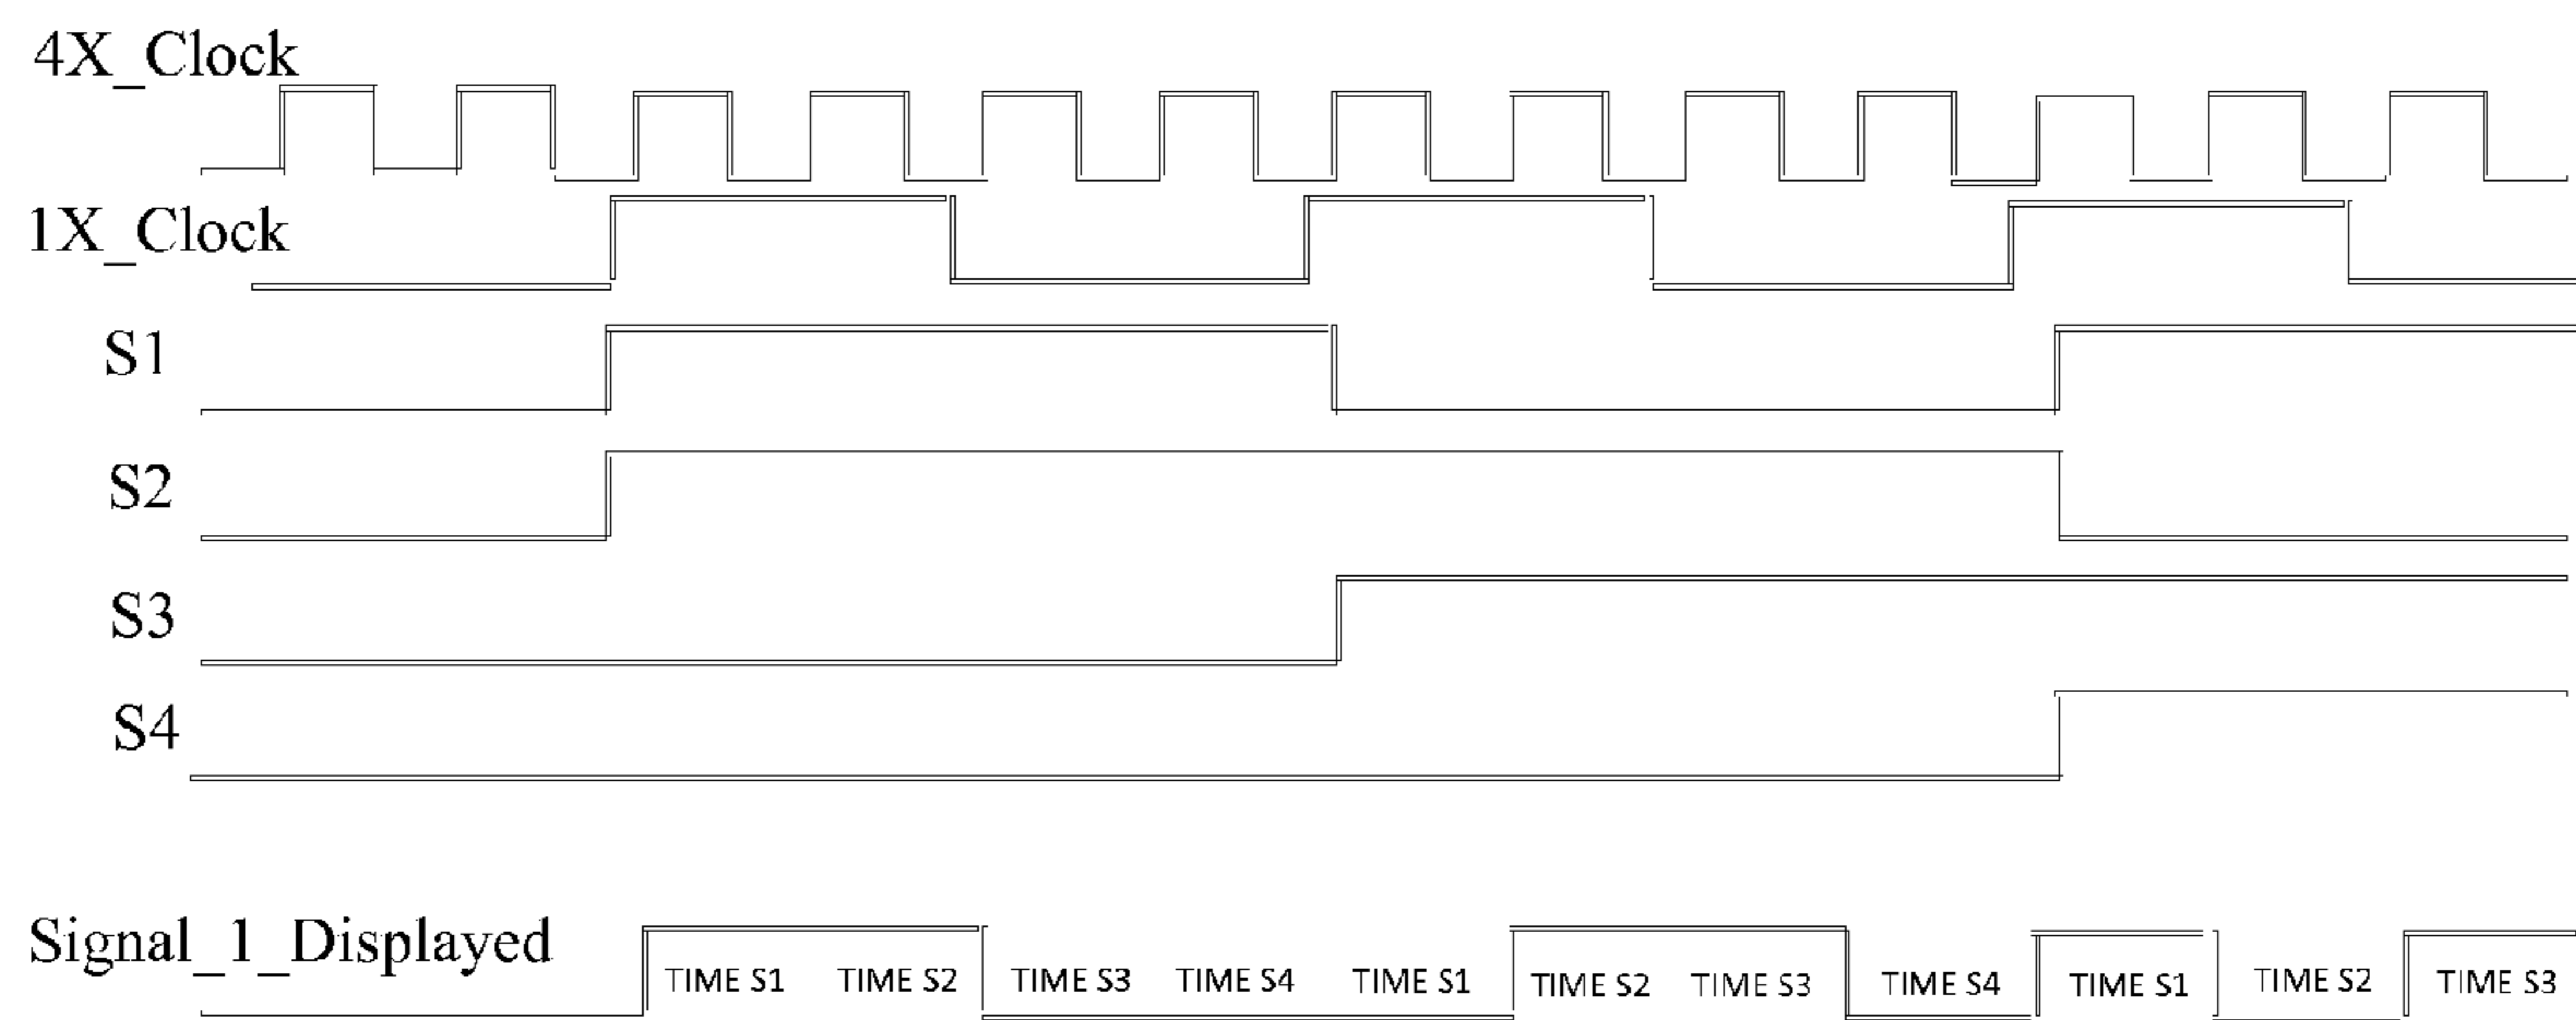 4X_Clock
1X_Clock
S1
S2
S3
S4
Signal_1_Displayed
TIME S1 TIME S2 TIME S3 TIME S4 TIME S1 TIME S2 TIME S3 TIME S4 TIME S1 TIME S2 TIME S3